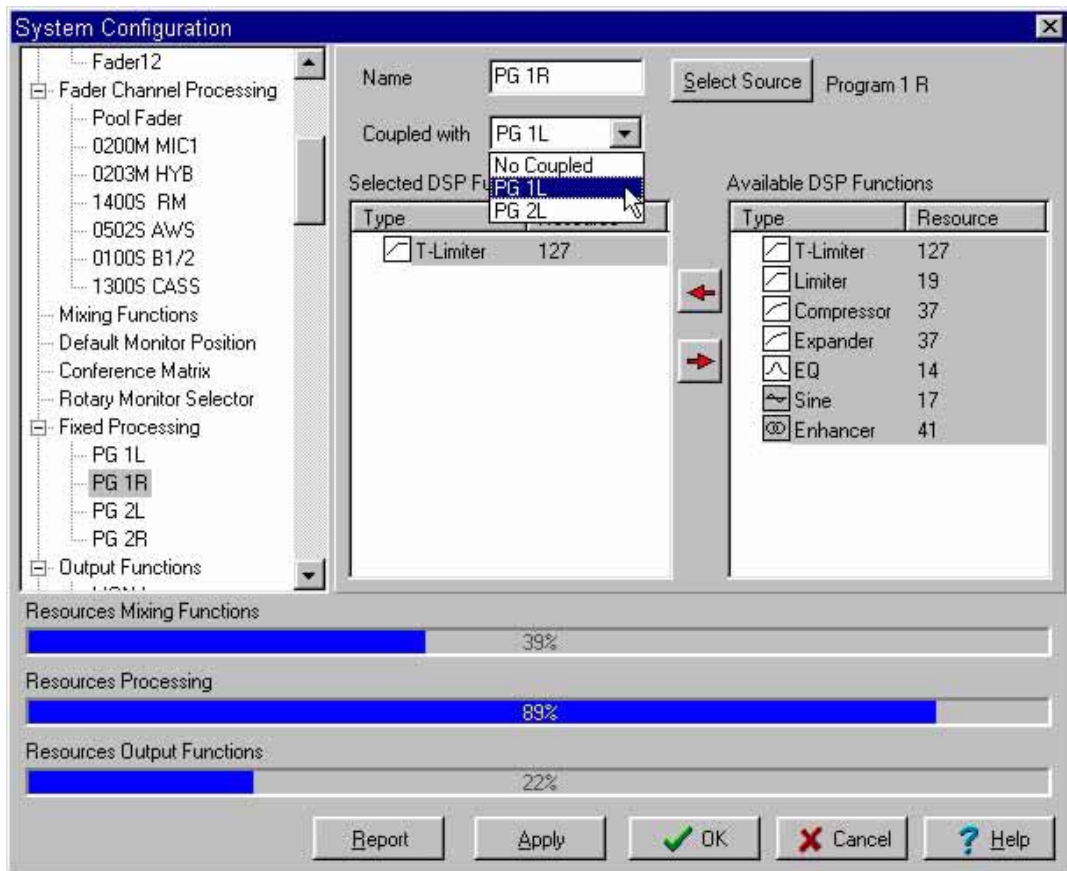 System Configuration
Fader12
Fader Channel Processing
Pool Fader
0200M MIC1
0203M HYB
1400S RM
0502S AWS
0100S B1/2
1300S CASS
Mixing Functions
Default Monitor Position
Conference Matrix
Rotary Monitor Selector
Fixed Processing
PG 1L
PG 1R
PG 2L
PG 2R
Output Functions
Name PG 1R Select Source Program 1 R
Coupled with PG 1L
No Coupled
PG 1L
PG 2L
Selected DSP
Type
T-Limiter 127
Available DSP Functions
Type Resource
T-Limiter 127
Limiter 19
Compressor 37
Expander 37
EQ 14
Sine 17
Enhancer 41
Resources Mixing Functions
39%
Resources Processing
89%
Resources Output Functions
22%
Report Apply OK Cancel Help